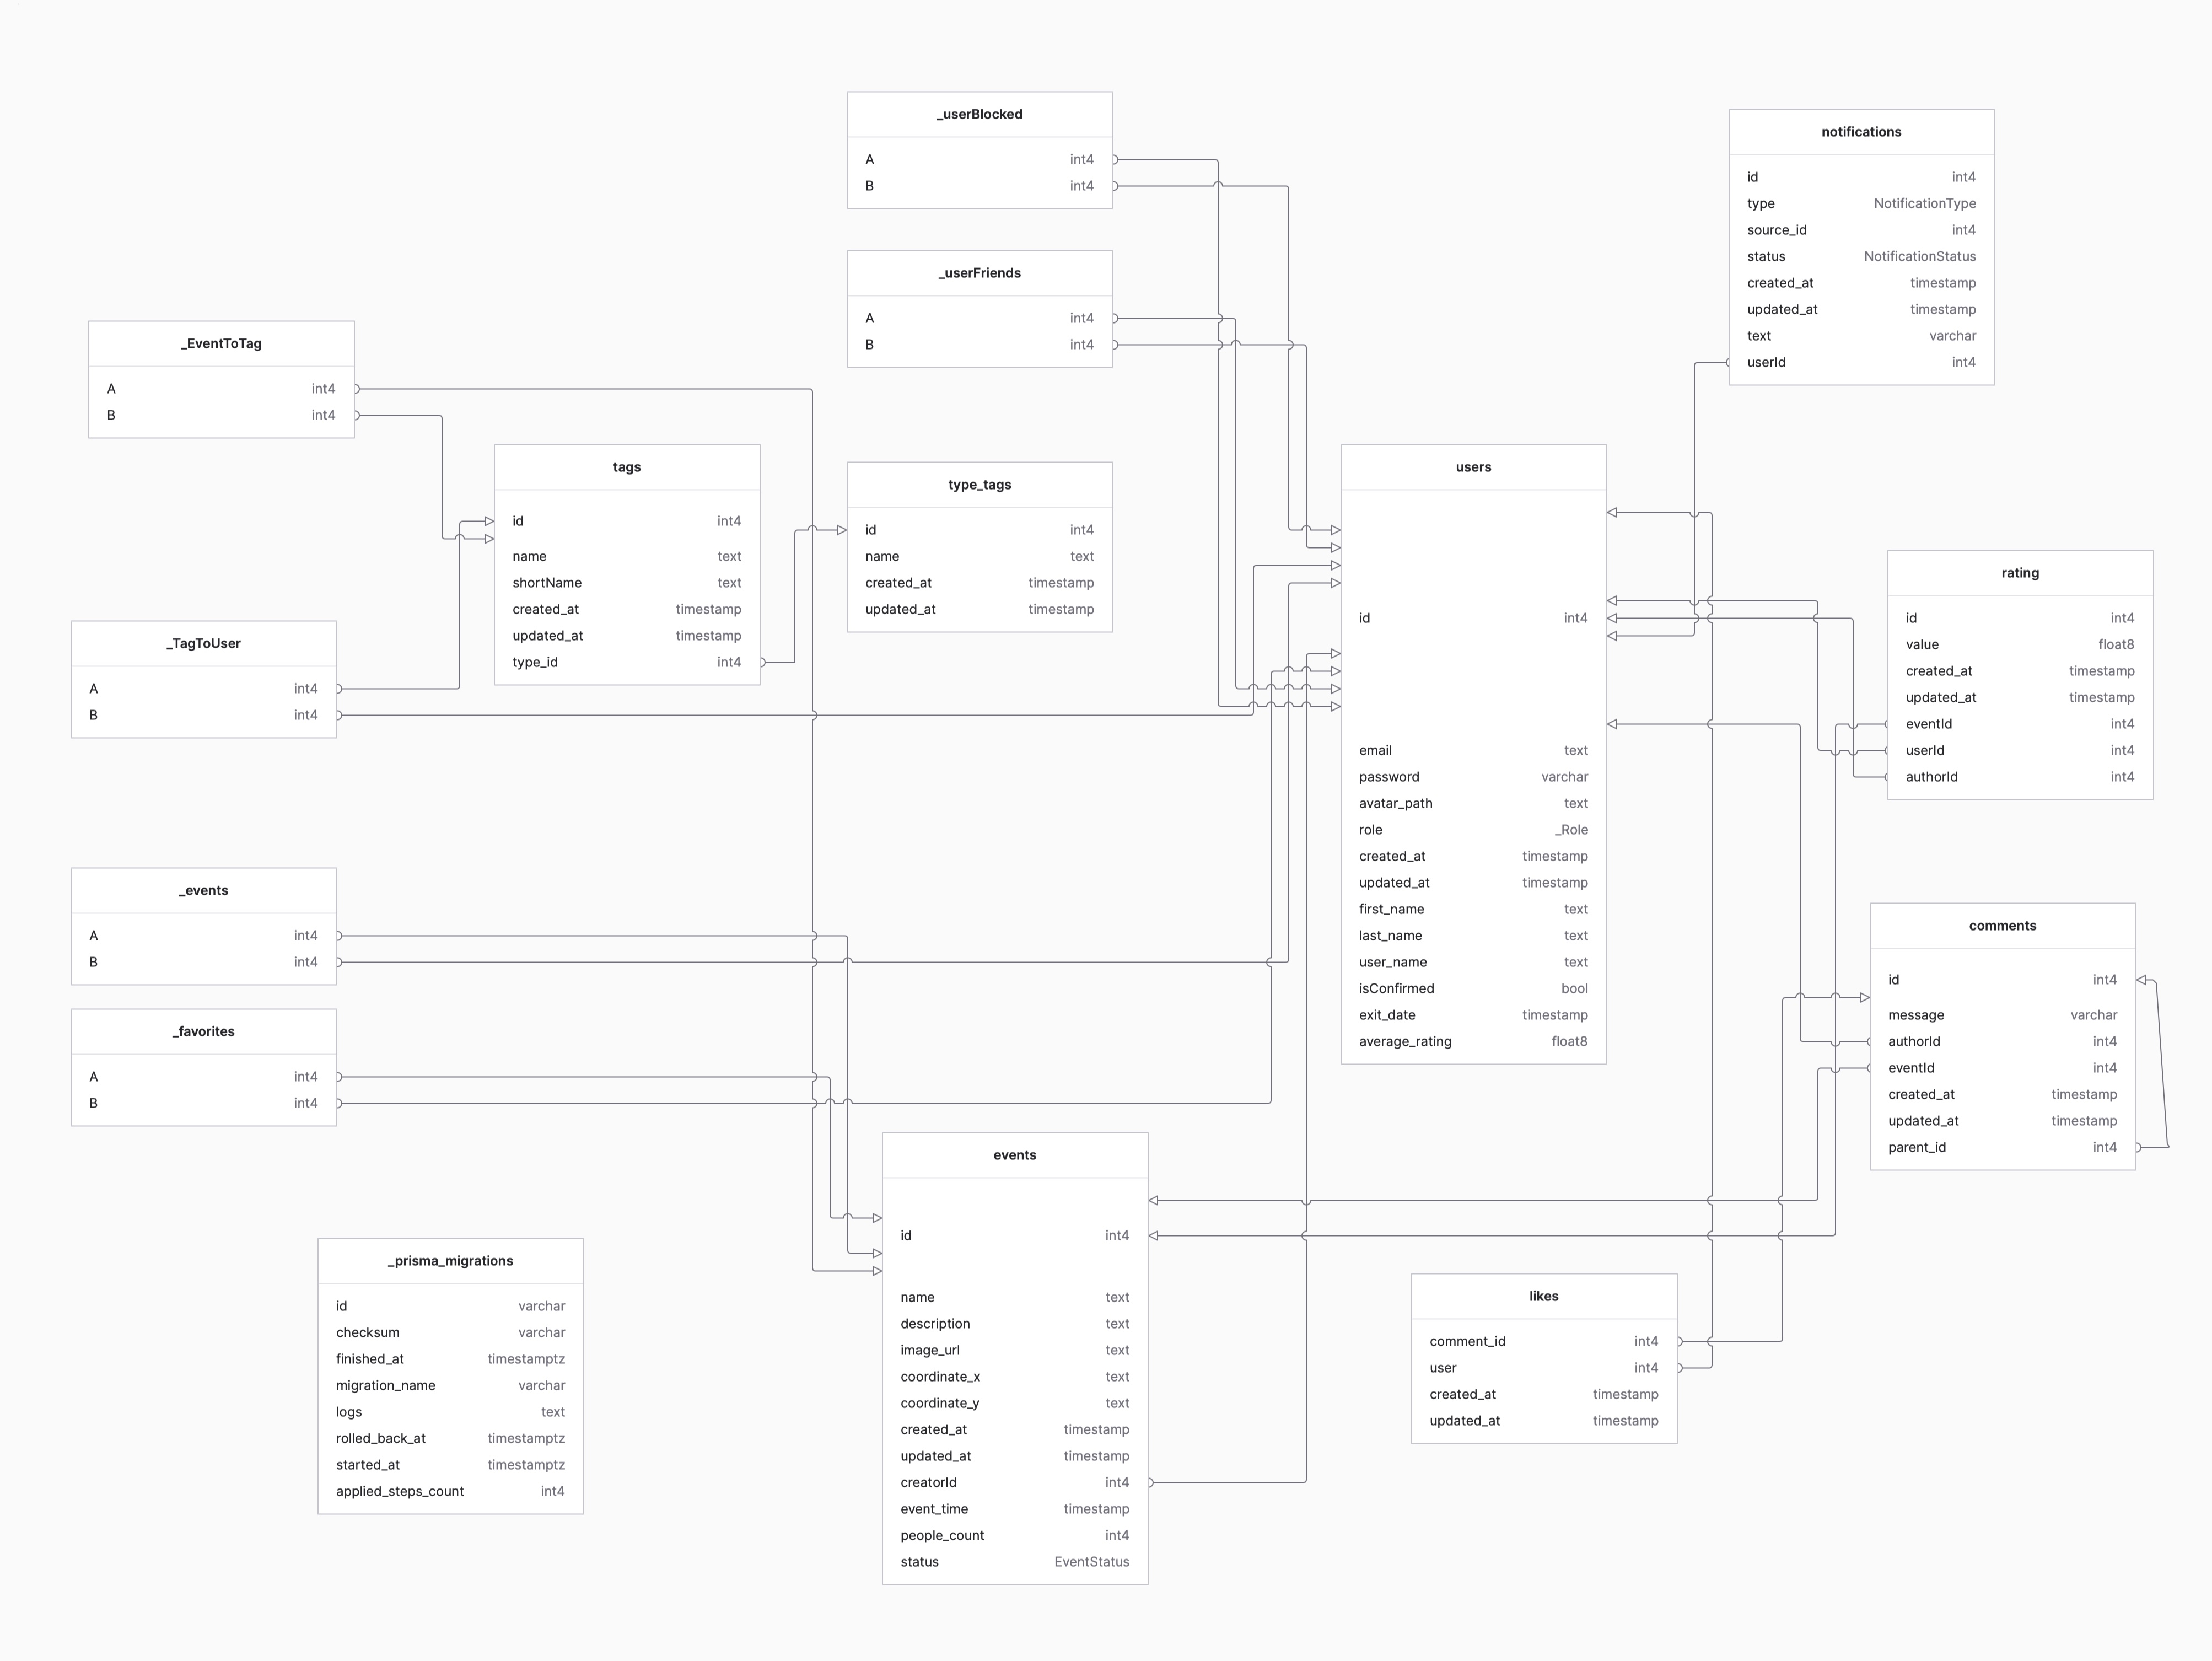 _userBlocked
A int4
B int4
notifications
id int4
type NotificationType
source_id int4
status NotificationStatus
created_at timestamp
updated_at timestamp
text varchar
userId int4
_userFriends
A int4
B int4
_EventToTag
A int4
B int4
tags
id int4
name text
shortName text
created_at timestamp
updated_at timestamp
type_id int4
type_tags
id int4
name text
created_at timestamp
updated_at timestamp
users
id int4
email text
password varchar
avatar_path text
role _Role
created_at timestamp
updated_at timestamp
first_name text
last_name text
user_name text
isConfirmed bool
exit_date timestamp
average_rating float8
rating
id int4
value float8
created_at timestamp
updated_at timestamp
eventId int4
userId int4
authorId int4
_TagToUser
A int4
B int4
_events
A int4
B int4
comments
id int4
message varchar
authorId int4
eventId int4
created_at timestamp
updated_at timestamp
parent_id int4
_favorites
A int4
B int4
events
id int4
name text
description text
image_url text
coordinate_x text
coordinate_y text
created_at timestamp
updated_at timestamp
creatorId int4
event_time timestamp
people_count int4
status EventStatus
_prisma_migrations
id varchar
checksum varchar
finished_at timestamptz
migration_name varchar
logs text
rolled_back_at timestamptz
started_at timestamptz
applied_steps_count int4
likes
comment_id int4
user int4
created_at timestamp
updated_at timestamp